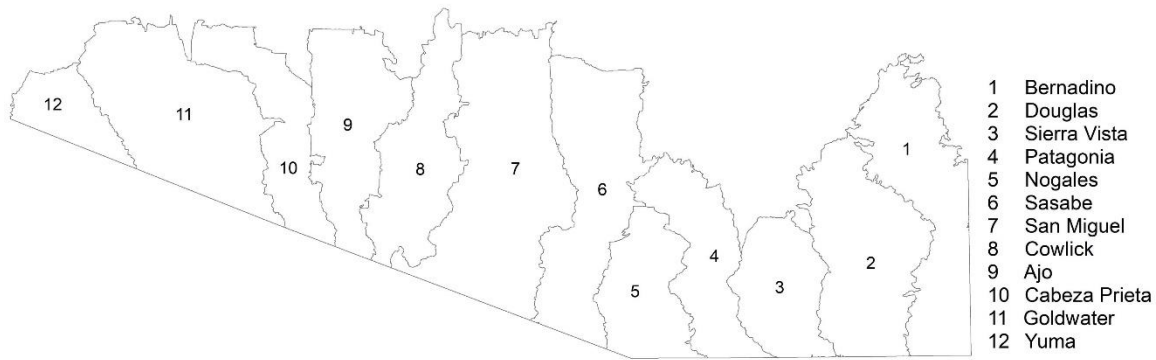 12
11
10
9
8
7
6
5
4
3
2
1
1 Bernadino
2 Douglas
3 Sierra Vista
4 Patagonia
5 Nogales
6 Sasabe
7 San Miguel
8 Cowlick
9 Ajo
10 Cabeza Prieta
11 Goldwater
12 Yuma